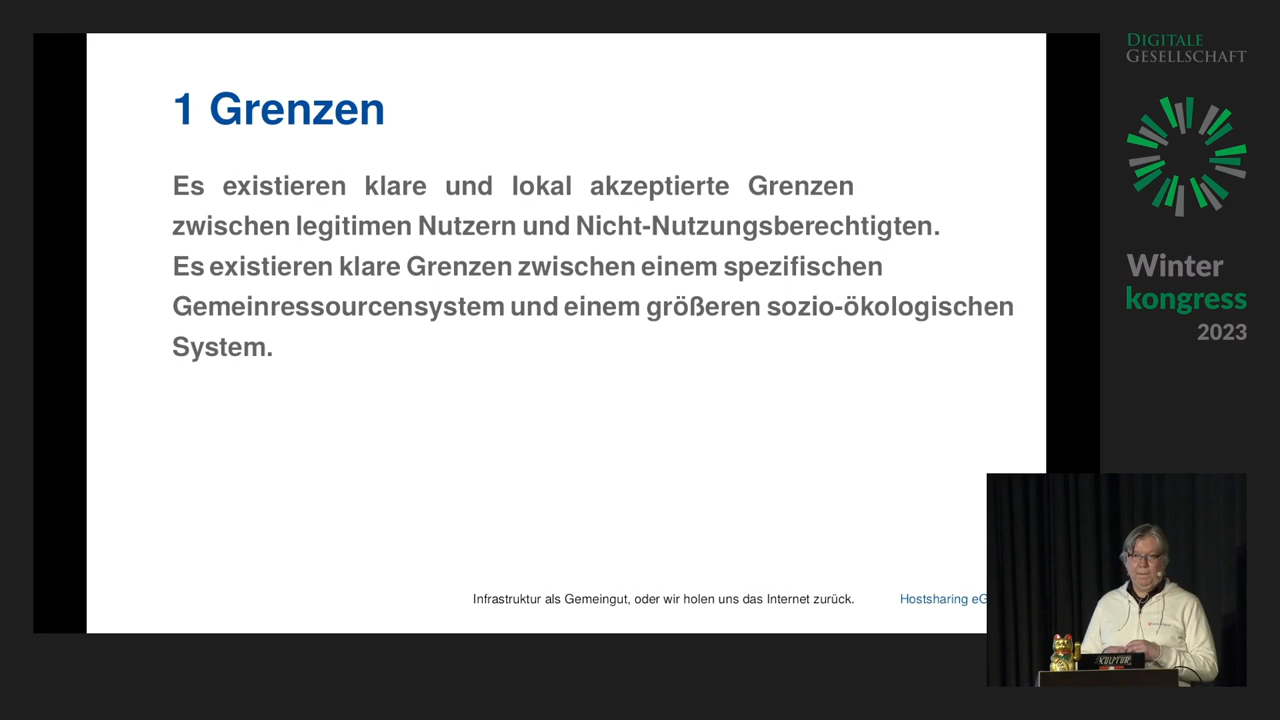 1 Grenzen
Es existieren klare und lokal akzeptierte Grenzen
zwischen legitimen Nutzern und Nicht-Nutzungsberechtigten.
Es existieren klare Grenzen zwischen einem spezifischen
Gemeinressourcensystem und einem größeren sozio-ökologischen
System.
Infrastruktur als Gemeingut, oder wir holen uns das Internet zurück.
Hostsharing eG
DIGITALE
GESELLSCHAFT
Winter
kongress
2023
SKULPTUR